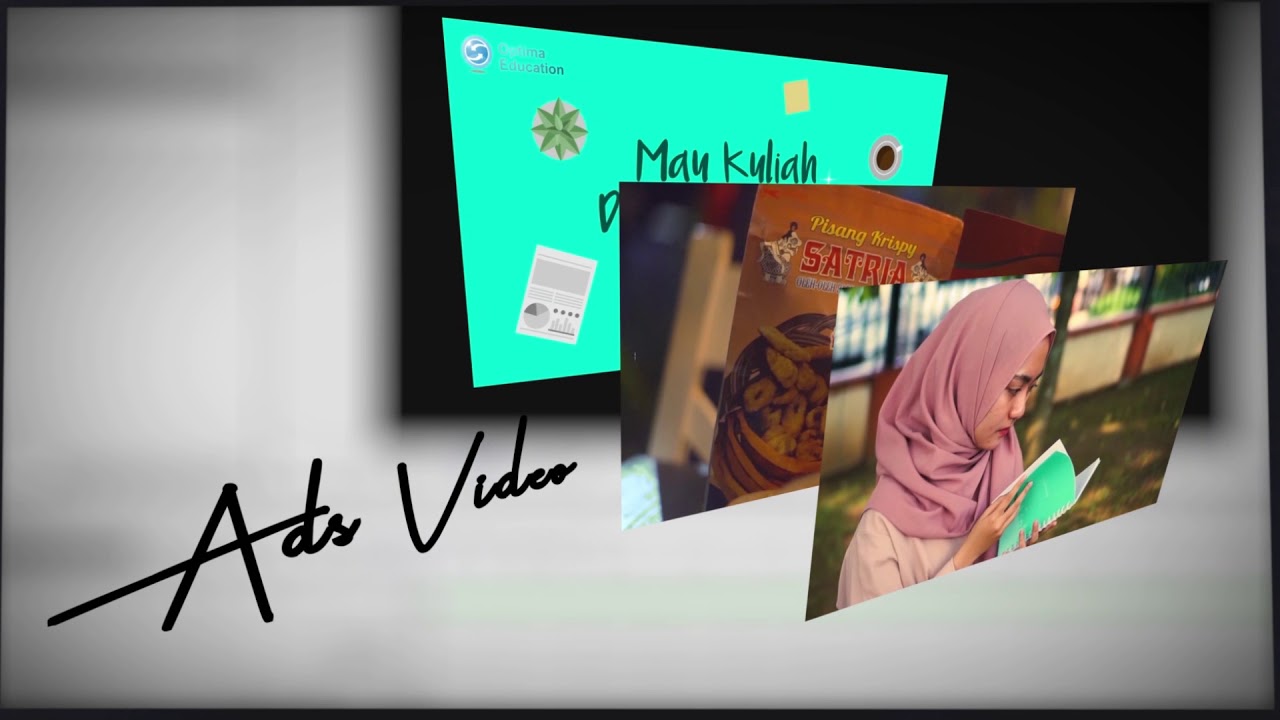 Optima
Education
Mau Kuliah
Pisang Krispy
SATRIA
Ads Video